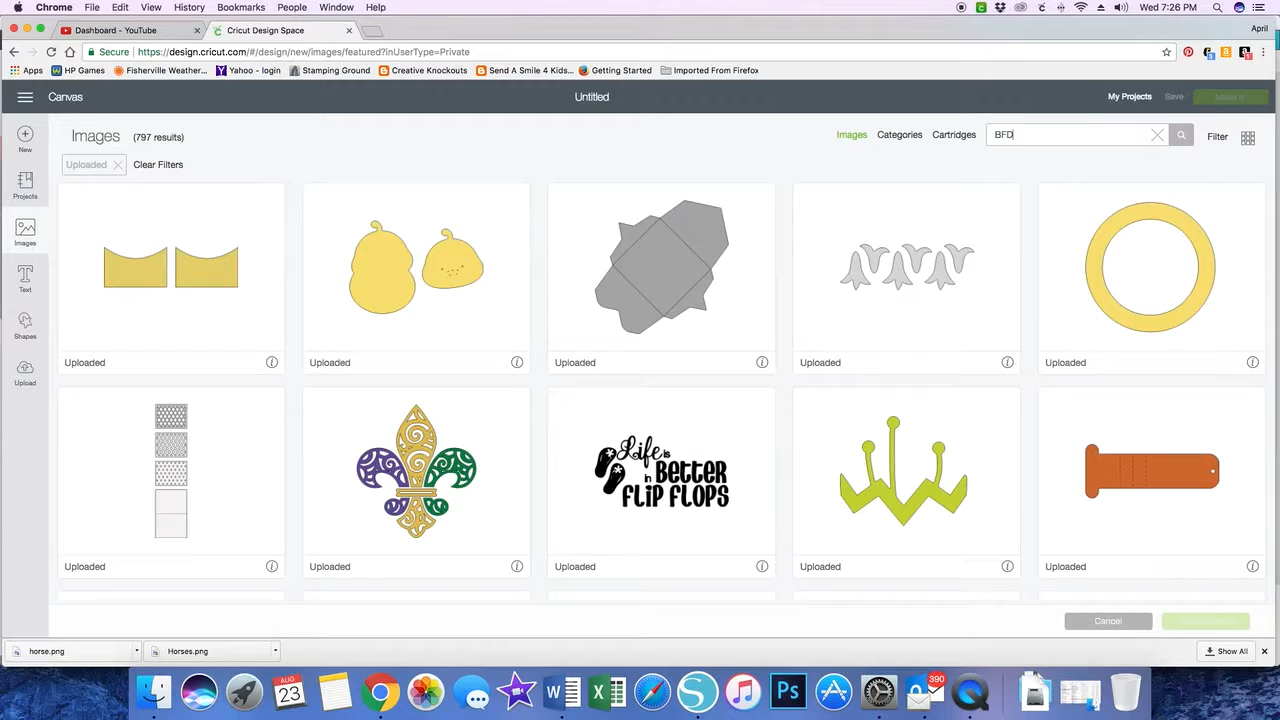 Chrome File Edit View History Bookmarks People Window Help
Wed 7:26 PM
Dashboard - YouTube
Cricut Design Space
April
Secure https://design.cricut.com/#/design/new/images/featured?inUserType=Private
Apps HP Games Fisherville Weather... Yahoo - login Stamping Ground Creative Knockouts Send A Smile 4 Kids... Getting Started Imported From Firefox
Canvas
Untitled
My Projects Save Make It
New
Projects
Images
Text
Shapes
Upload
Images (797 results)
Images Categories Cartridges BFD Filter
Uploaded Clear Filters
Uploaded Uploaded Uploaded Uploaded Uploaded
Life is
in BETTER
FLIP FLOPS
Uploaded Uploaded Uploaded Uploaded Uploaded
Cancel
horse.png Horses.png Show All
AUG
23
W X S Ps 390